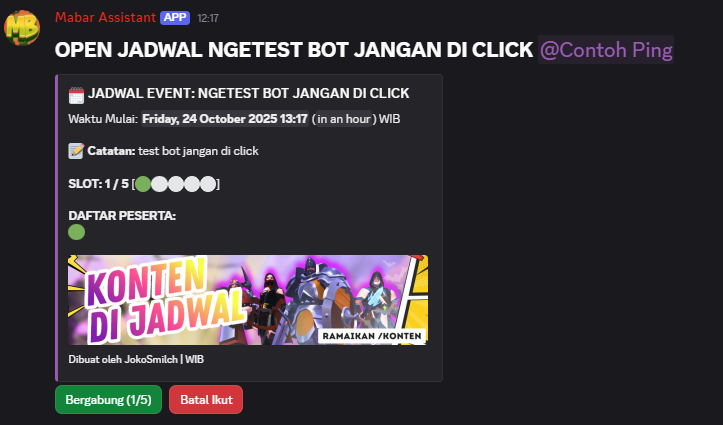 MB
Mabar Assistant APP 12:17
OPEN JADWAL NGETEST BOT JANGAN DI CLICK @Contoh Ping
JADWAL EVENT: NGETEST BOT JANGAN DI CLICK
Waktu Mulai: Friday, 24 October 2025 13:17 (in an hour) WIB
Catatan: test bot jangan di click
SLOT: 1 / 5 [🟢⚪⚪⚪⚪]
DAFTAR PESERTA:
🟢
KONTEN
DI JADWAL
RAMAIKAN /KONTEN
Dibuat oleh JokoSmilch | WIB
Bergabung (1/5) Batal Ikut